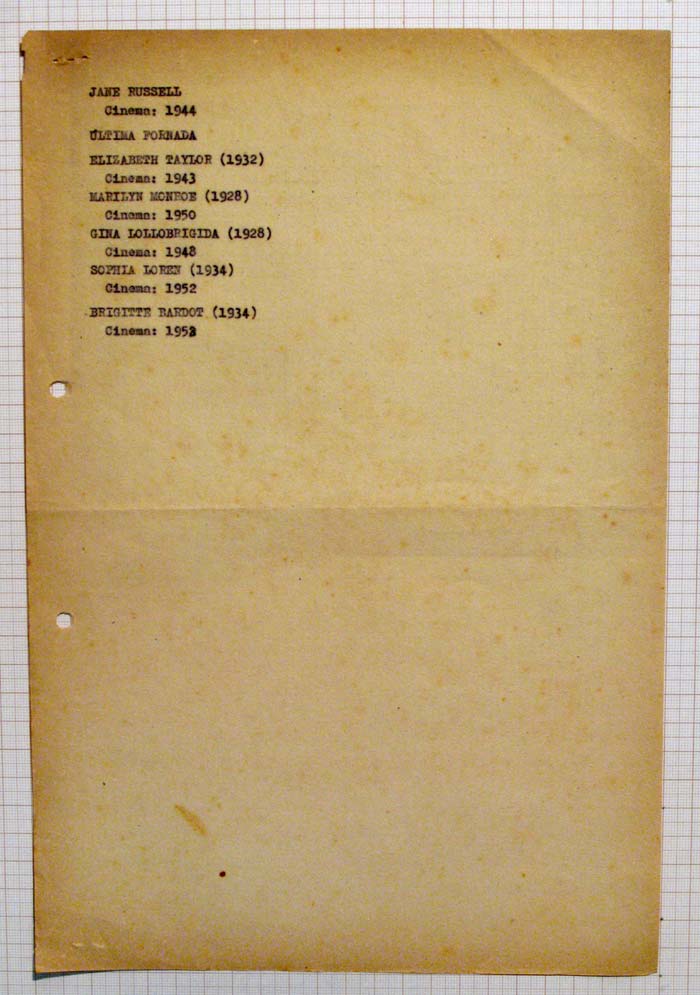 JANE RUSSELL
Cinema: 1944
ÚLTIMA FORNADA
ELIZABETH TAYLOR (1932)
Cinema: 1943
MARILYN MONROE (1928)
Cinema: 1950
GINA LOLLOBRIGIDA (1928)
Cinema: 1948
SOPHIA LOREN (1934)
Cinema: 1952
BRIGITTE BARDOT (1934)
Cinema: